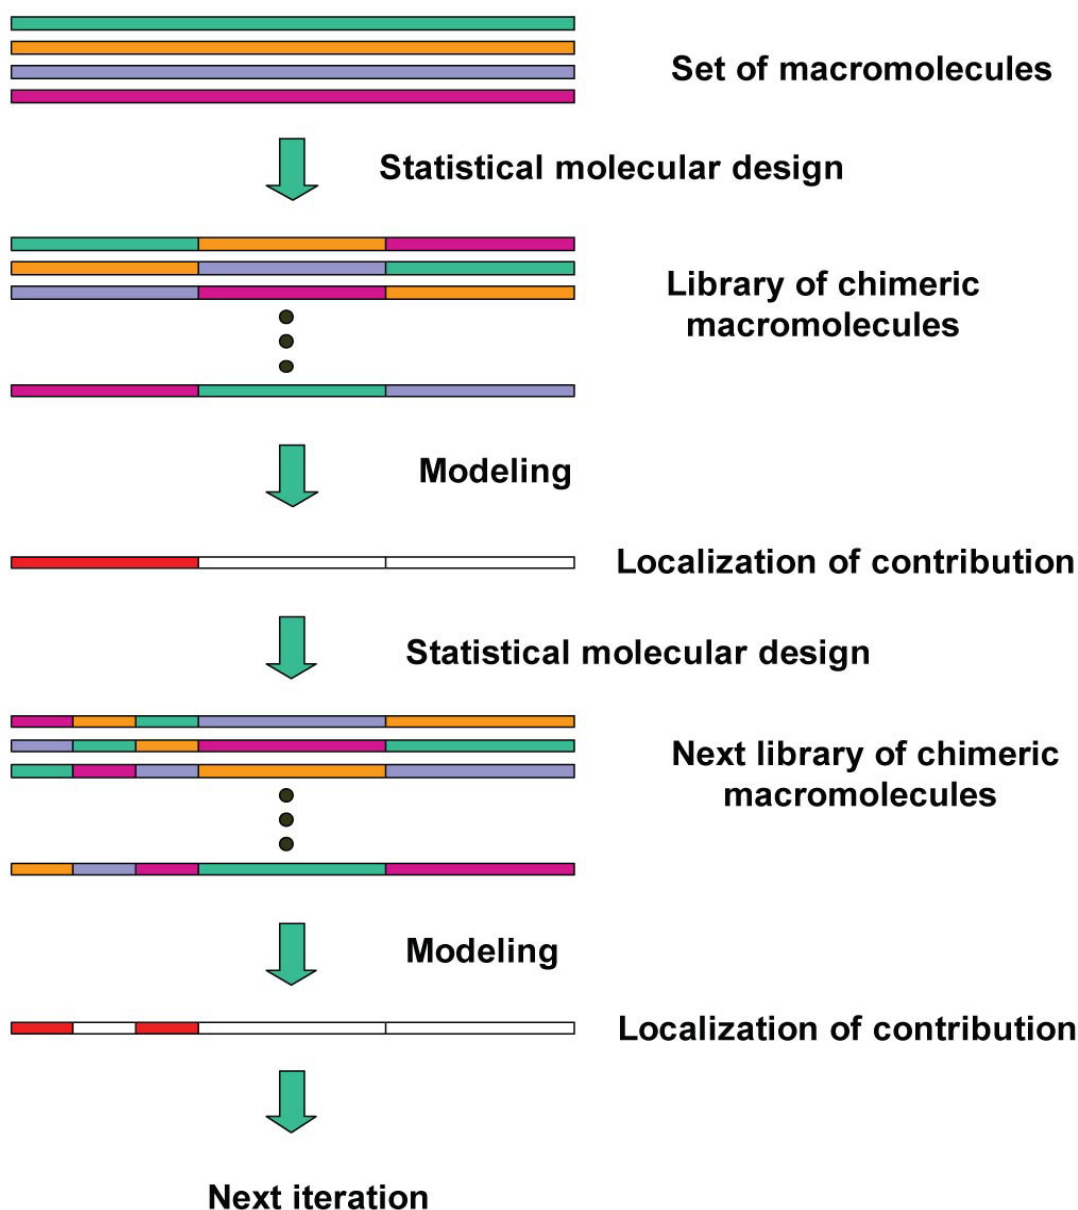 Set of macromolecules
Statistical molecular design
Library of chimeric
macromolecules
Modeling
Localization of contribution
Statistical molecular design
Next library of chimeric
macromolecules
Modeling
Localization of contribution
Next iteration